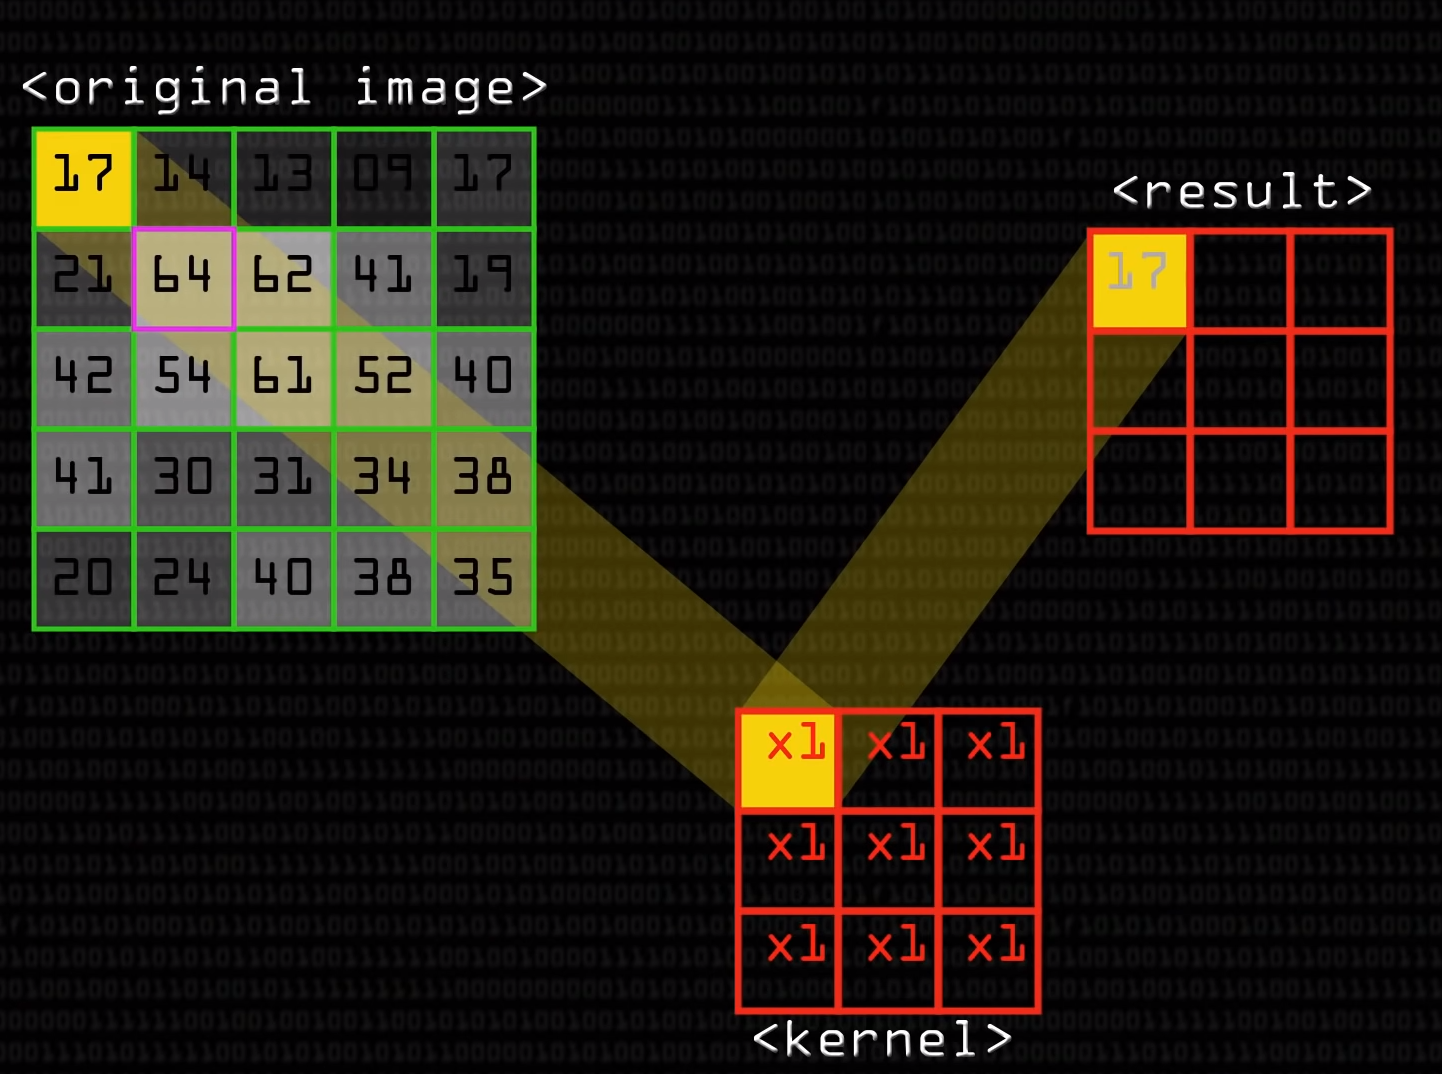 <original image>
17 14 13 09 17
21 64 62 41 19
42 54 61 52 40
41 30 31 34 38
20 24 40 38 35
<result>
17
x1 x1 x1
x1 x1 x1
x1 x1 x1
<kernel>